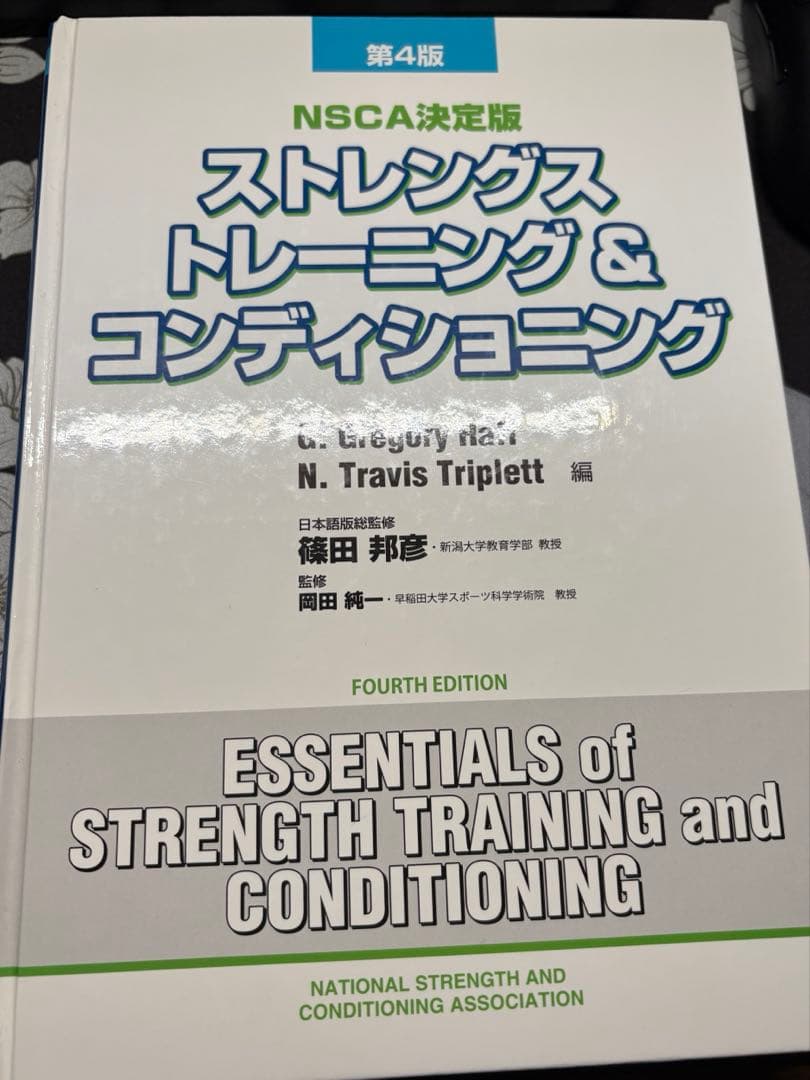 第4版
NSCA決定版
ストレングス
トレーニング&
コンディショニング
G. Gregory Haff
N. Travis Triplett 編
日本語版総監修
篠田 邦彦・新潟大学教育学部 教授
監修
岡田 純一・早稲田大学スポーツ科学学術院 教授
FOURTH EDITION
ESSENTIALS of
STRENGTH TRAINING and
CONDITIONING
NATIONAL STRENGTH AND
CONDITIONING ASSOCIATION